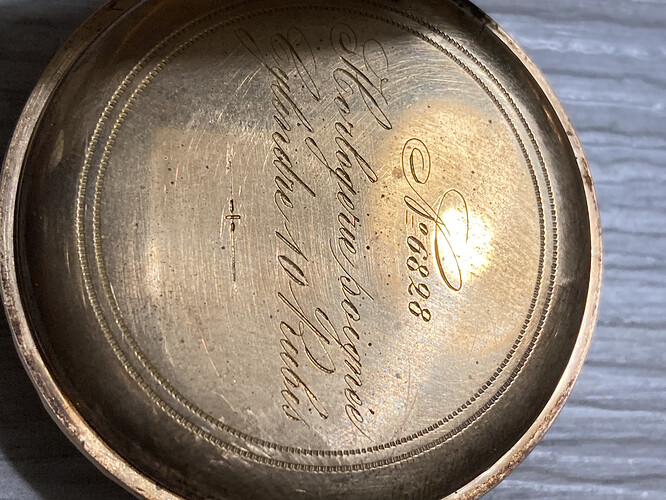 No 6828
Horlogerie soignée
Cylindre 10 Rubis